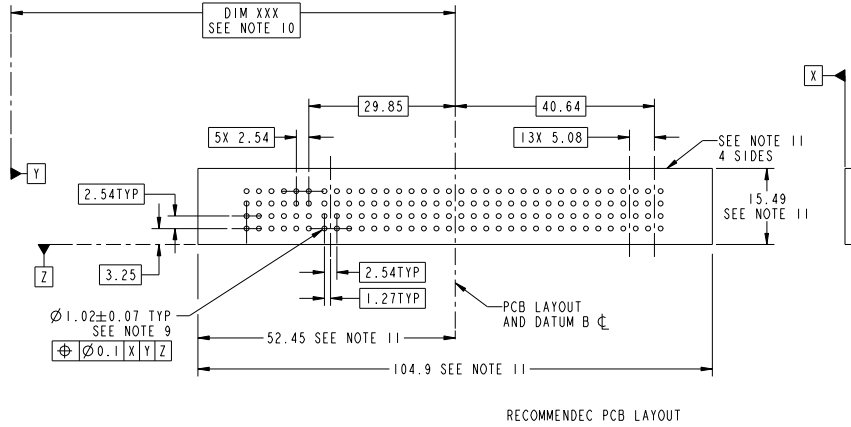 DIM XXX
SEE NOTE 10
X
29.85
40.64
5X 2.54
13X 5.08
SEE NOTE 11
4 SIDES
Y
2.54TYP
15.49
SEE NOTE 11
3.25
Z
2.54TYP
1.27TYP
Ø1.02±0.07 TYP
SEE NOTE 9
⌖ Ø0.1 X Y Z
PCB LAYOUT
AND DATUM B ℄
52.45 SEE NOTE 11
104.9 SEE NOTE 11
RECOMMENDEC PCB LAYOUT